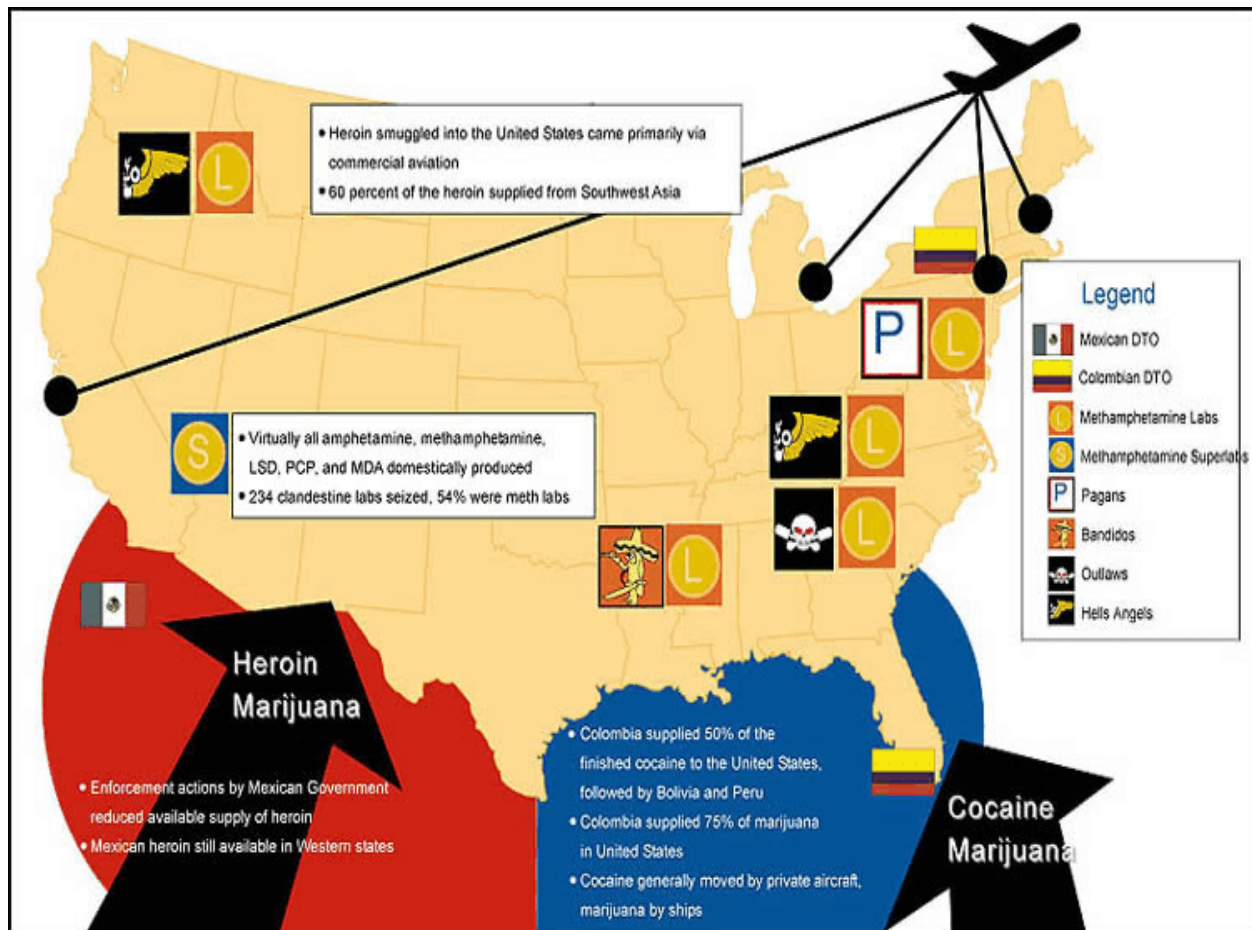 • Heroin smuggled into the United States came primarily via
commercial aviation
• 60 percent of the heroin supplied from Southwest Asia
L
P
L
Legend
Mexican DTO
Colombian DTO
L Methamphetamine Labs
S Methamphetamine Superlabs
P Pagans
Bandidos
Outlaws
Hells Angels
S
• Virtually all amphetamine, methamphetamine,
LSD, PCP, and MDA domestically produced
• 234 clandestine labs seized, 54% were meth labs
L
L
L
Heroin
Marijuana
• Enforcement actions by Mexican Government
reduced available supply of heroin
• Mexican heroin still available in Western states
• Colombia supplied 50% of the
finished cocaine to the United States,
followed by Bolivia and Peru
• Colombia supplied 75% of marijuana
in United States
• Cocaine generally moved by private aircraft,
marijuana by ships
Cocaine
Marijuana